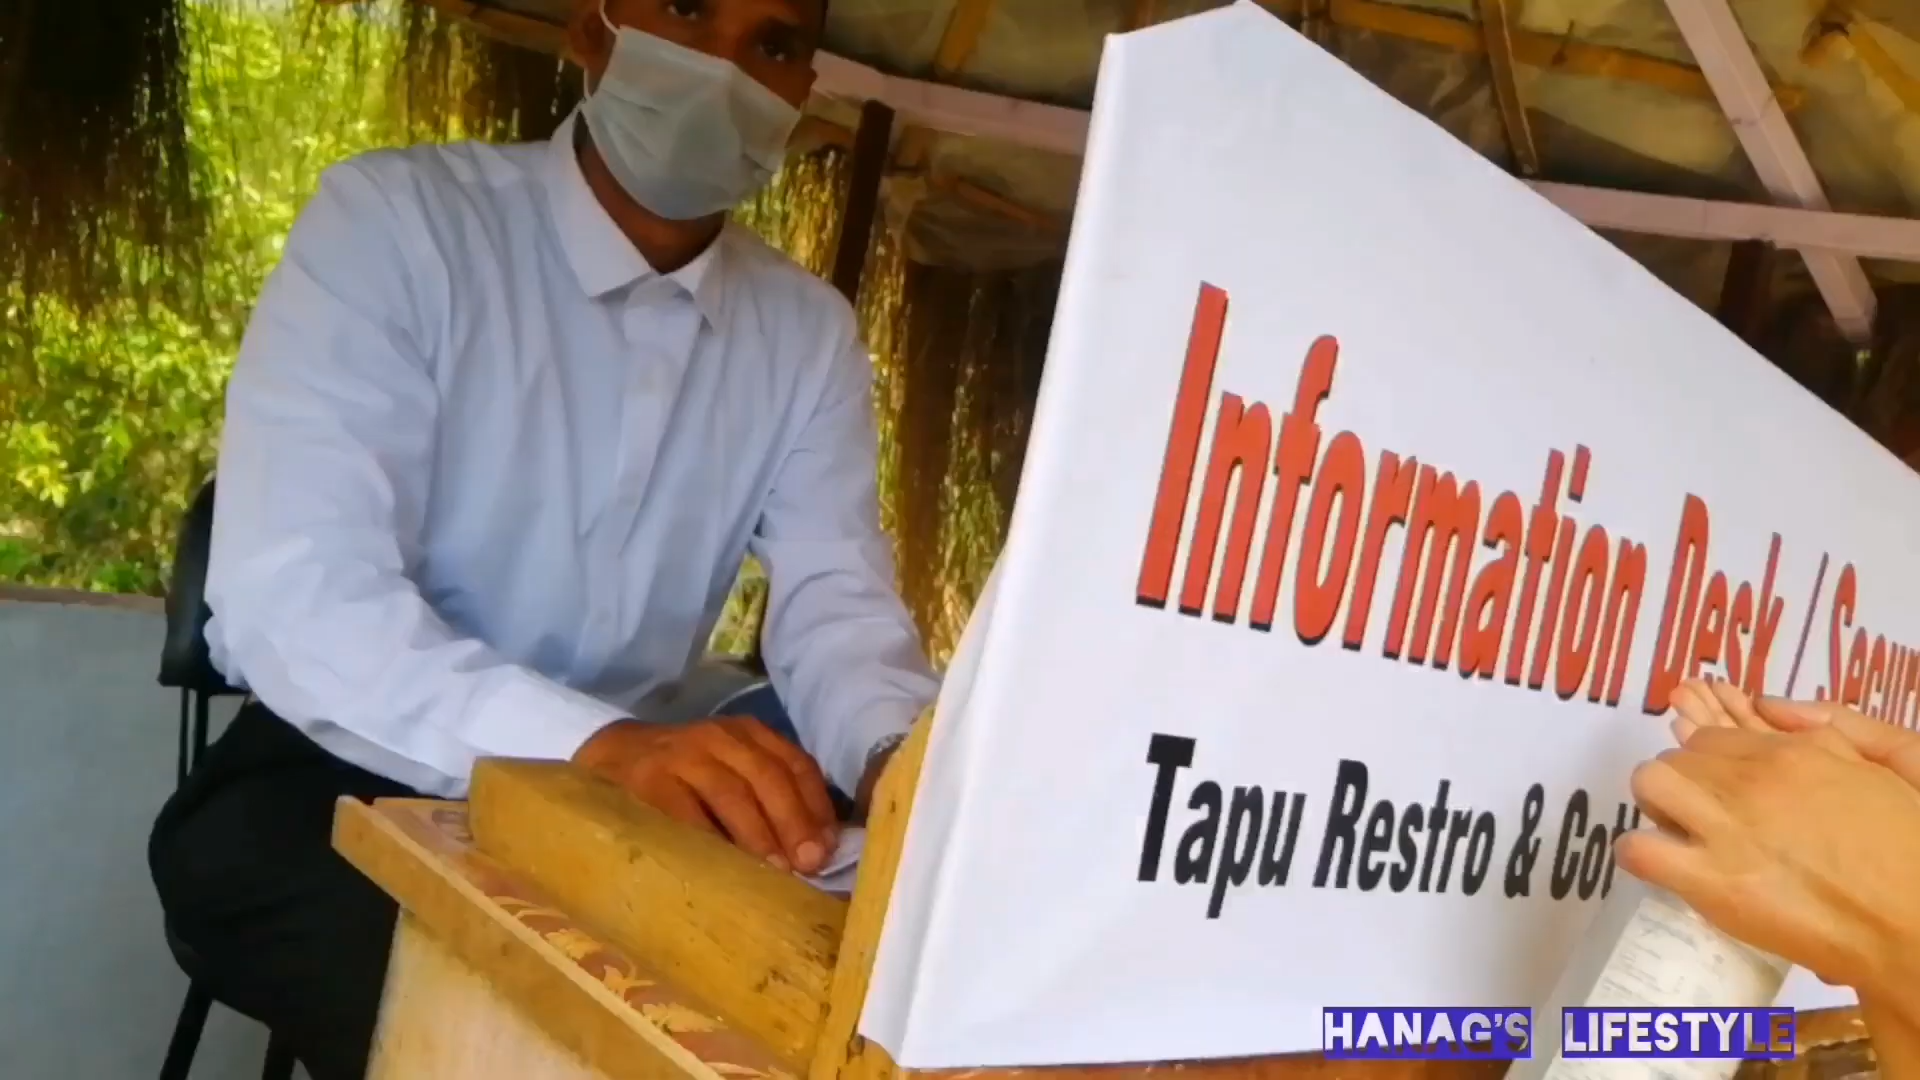 Information Desk /
Tapu Restro &
HANAG'S LIFESTYLE